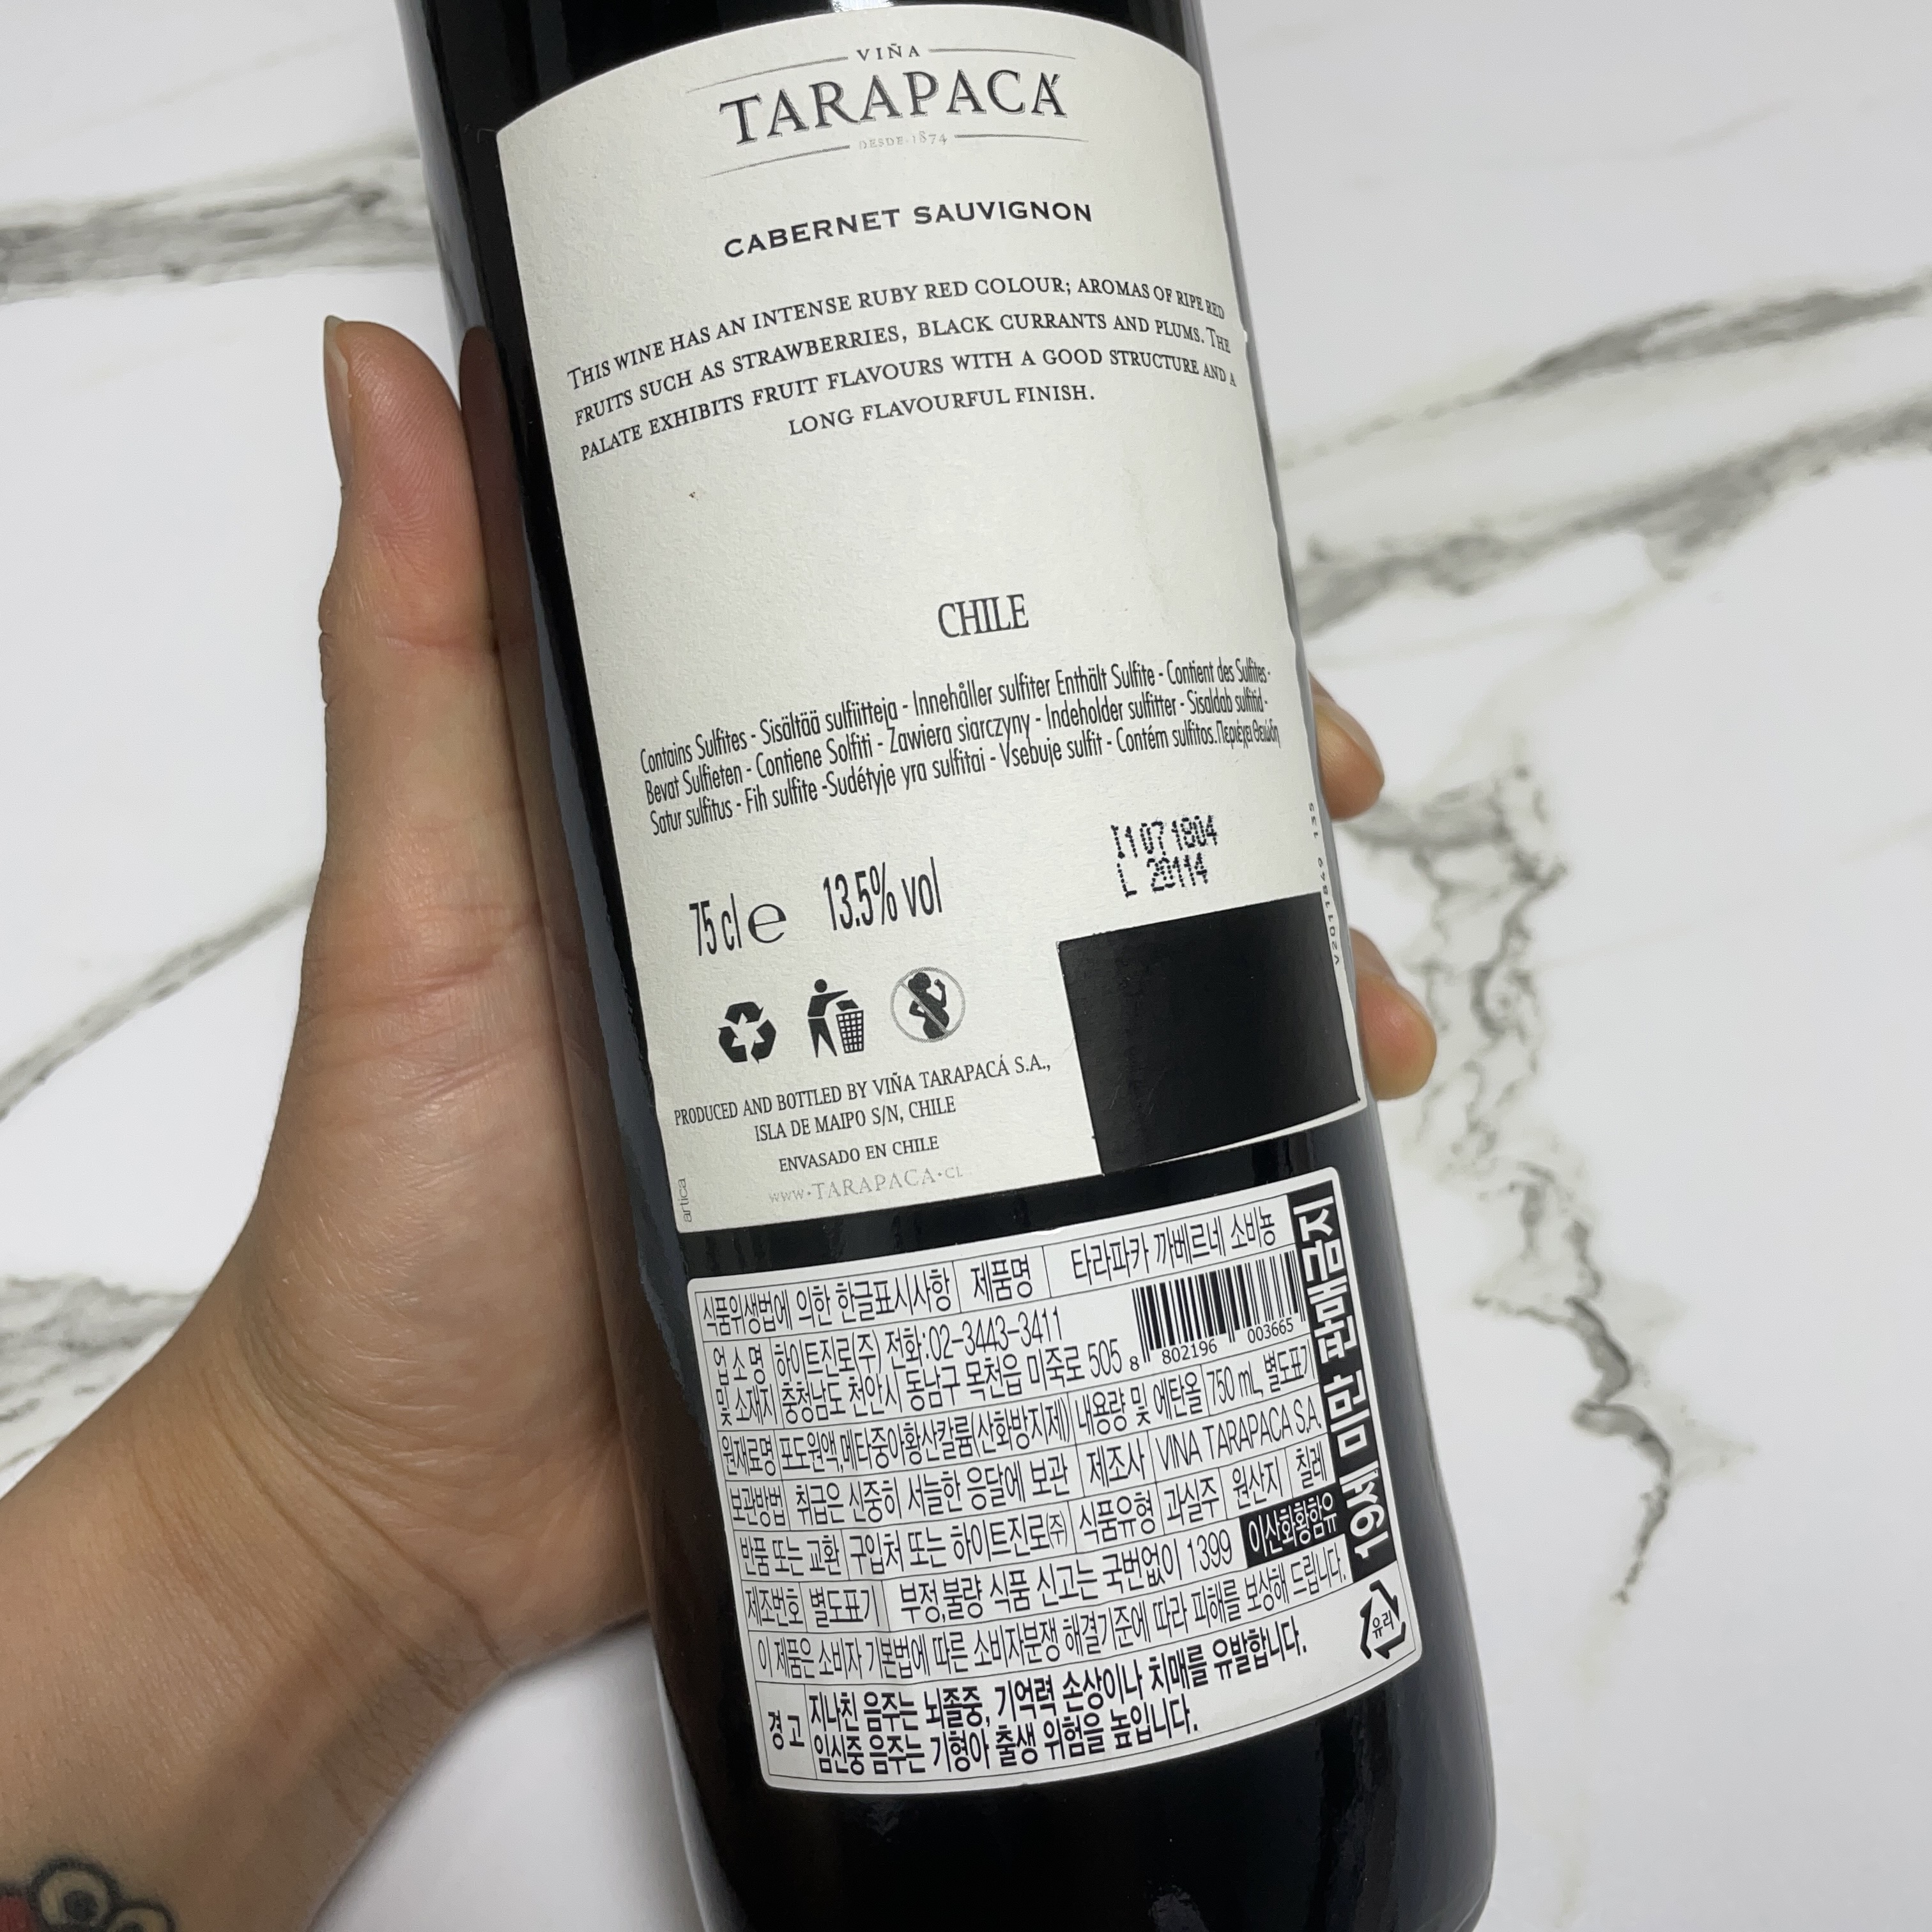 VIÑA
TARAPACÁ
DESDE·1874
CABERNET SAUVIGNON
THIS WINE HAS AN INTENSE RUBY RED COLOUR; AROMAS OF RIPE RED
FRUITS SUCH AS STRAWBERRIES, BLACK CURRANTS AND PLUMS. THE
PALATE EXHIBITS FRUIT FLAVOURS WITH A GOOD STRUCTURE AND A
LONG FLAVOURFUL FINISH.
CHILE
Contains Sulfites - Sisältää sulfiitteja - Innehåller sulfiter Enthält Sulfite - Contient des Sulfites -
Bevat Sulfieten - Contiene Solfiti - Zawiera siarczyny - Indeholder sulfitter - Sisaldab sulfitid -
Satur sulfitus - Fih sulfite -Sudétyje yra sulfitai - Vsebuje sulfit - Contém sulfitos.Περιέχει Θειώδη
75 cl e 13.5% vol
11 07 1804
L 20114
V2011849 135
PRODUCED AND BOTTLED BY VIÑA TARAPACÁ S.A.,
ISLA DE MAIPO S/N, CHILE
ENVASADO EN CHILE
WWW·TARAPACA·CL
artica
식품위생법에 의한 한글표시사항 제품명 타라파카 까베르네 소비뇽
업소명 하이트진로(주) 전화:02-3443-3411
및 소재지 충청남도 천안시 동남구 목천읍 미죽로 505
8 802196 003665
원재료명 포도원액,메타중아황산칼륨(산화방지제) 내용량 및 에탄올 750 mL, 별도표기
보관방법 취급은 신중히 서늘한 응달에 보관 제조사 VINA TARAPACA S.A.
반품 또는 교환 구입처 또는 하이트진로(주) 식품유형 과실주 원산지 칠레
제조번호 별도표기 부정,불량 식품 신고는 국번없이 1399 이산화황함유
이 제품은 소비자 기본법에 따른 소비자분쟁 해결기준에 따라 피해를 보상해 드립니다.
경고 지나친 음주는 뇌졸중, 기억력 손상이나 치매를 유발합니다.
임신중 음주는 기형아 출생 위험을 높입니다.
유리